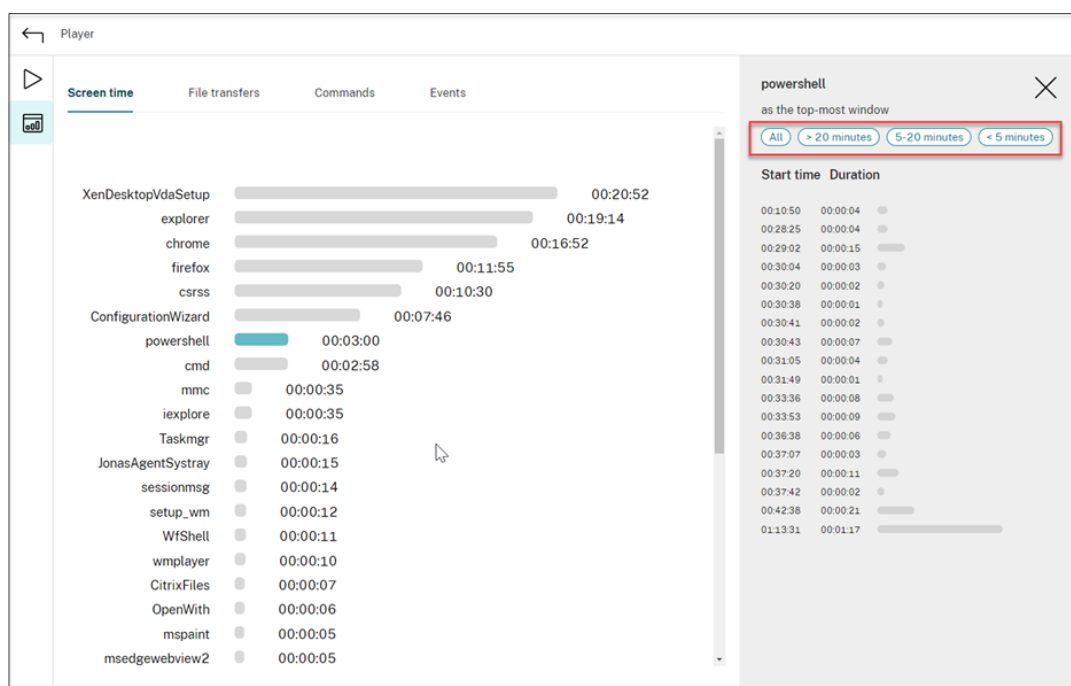 Player
Screen time File transfers Commands Events
XenDesktopVdaSetup 00:20:52
explorer 00:19:14
chrome 00:16:52
firefox 00:11:55
csrss 00:10:30
ConfigurationWizard 00:07:46
powershell 00:03:00
cmd 00:02:58
mmc 00:00:35
iexplore 00:00:35
Taskmgr 00:00:16
JonasAgentSystray 00:00:15
sessionmsg 00:00:14
setup_wm 00:00:12
WfShell 00:00:11
wmplayer 00:00:10
CitrixFiles 00:00:07
OpenWith 00:00:06
mspaint 00:00:05
msedgewebview2 00:00:05
powershell
as the top-most window
All > 20 minutes 5-20 minutes < 5 minutes
Start time Duration
00:10:50 00:00:04
00:28:25 00:00:04
00:29:02 00:00:15
00:30:04 00:00:03
00:30:20 00:00:02
00:30:38 00:00:01
00:30:41 00:00:02
00:30:43 00:00:07
00:31:05 00:00:04
00:31:49 00:00:01
00:33:36 00:00:08
00:33:53 00:00:09
00:36:38 00:00:06
00:37:07 00:00:03
00:37:20 00:00:11
00:37:42 00:00:02
00:42:38 00:00:21
01:13:31 00:01:17